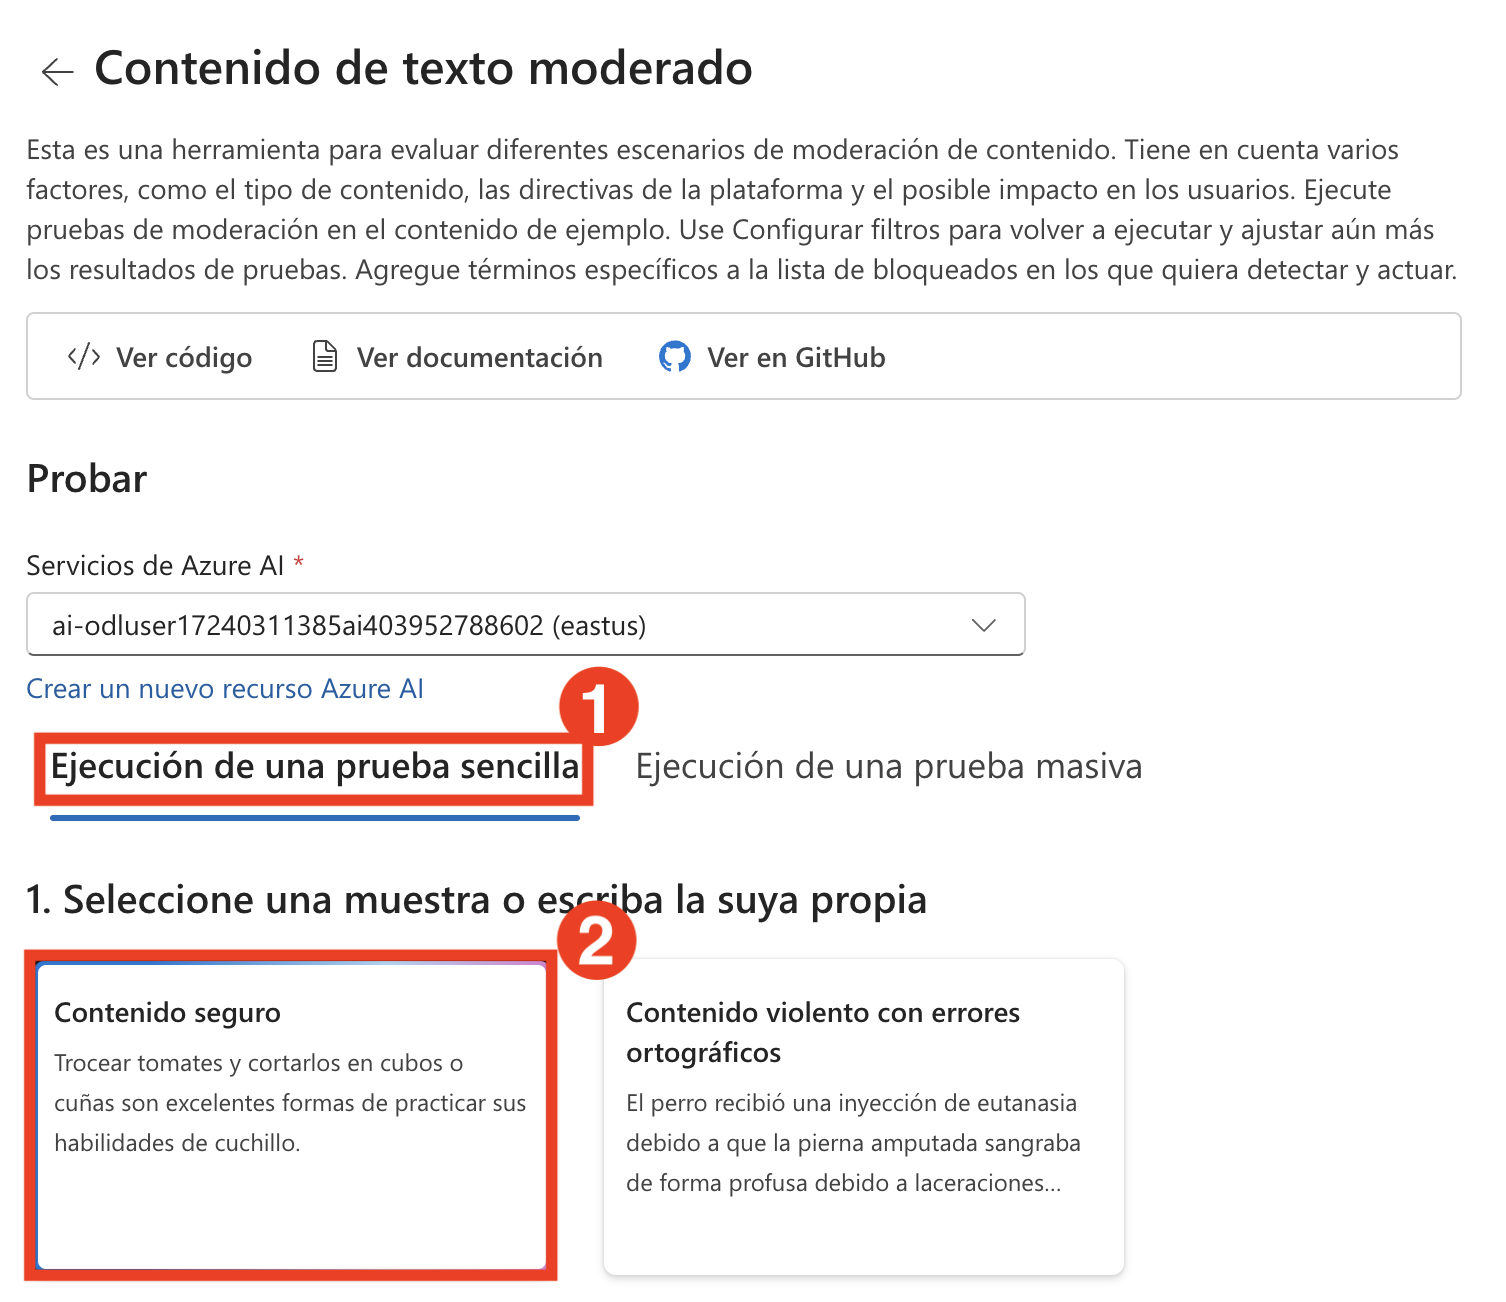 Contenido de texto moderado
Esta es una herramienta para evaluar diferentes escenarios de moderación de contenido. Tiene en cuenta varios
factores, como el tipo de contenido, las directivas de la plataforma y el posible impacto en los usuarios. Ejecute
pruebas de moderación en el contenido de ejemplo. Use Configurar filtros para volver a ejecutar y ajustar aún más
los resultados de pruebas. Agregue términos específicos a la lista de bloqueados en los que quiera detectar y actuar.
</> Ver código Ver documentación Ver en GitHub
Probar
Servicios de Azure AI *
ai-odluser17240311385ai403952788602 (eastus)
Crear un nuevo recurso Azure AI
1
Ejecución de una prueba sencilla Ejecución de una prueba masiva
1. Seleccione una muestra o escriba la suya propia
2
Contenido seguro
Trocear tomates y cortarlos en cubos o
cuñas son excelentes formas de practicar sus
habilidades de cuchillo.
Contenido violento con errores
ortográficos
El perro recibió una inyección de eutanasia
debido a que la pierna amputada sangraba
de forma profusa debido a laceraciones...